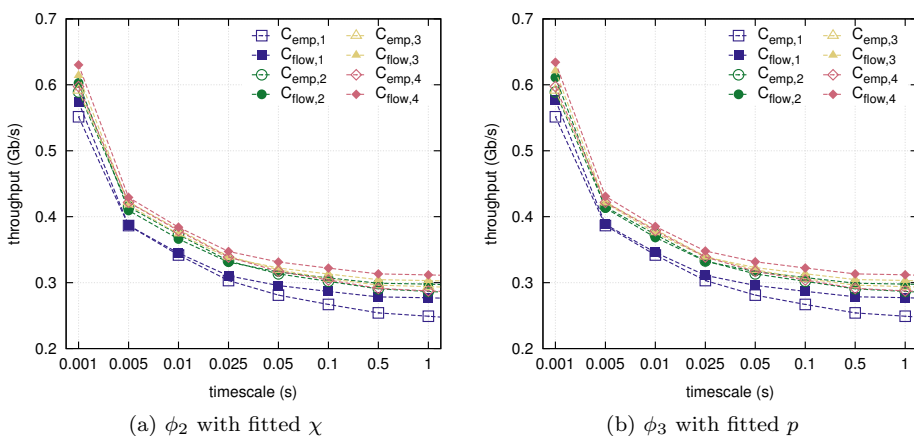 0.7
0.6
0.5
0.4
0.3
0.2
throughput (Gb/s)
0.001 0.005 0.01 0.025 0.05 0.1 0.5 1
timescale (s)
C_emp,1 C_emp,3
C_flow,1 C_flow,3
C_emp,2 C_emp,4
C_flow,2 C_flow,4
(a) ϕ₂ with fitted χ
0.7
0.6
0.5
0.4
0.3
0.2
throughput (Gb/s)
0.001 0.005 0.01 0.025 0.05 0.1 0.5 1
timescale (s)
C_emp,1 C_emp,3
C_flow,1 C_flow,3
C_emp,2 C_emp,4
C_flow,2 C_flow,4
(b) ϕ₃ with fitted p